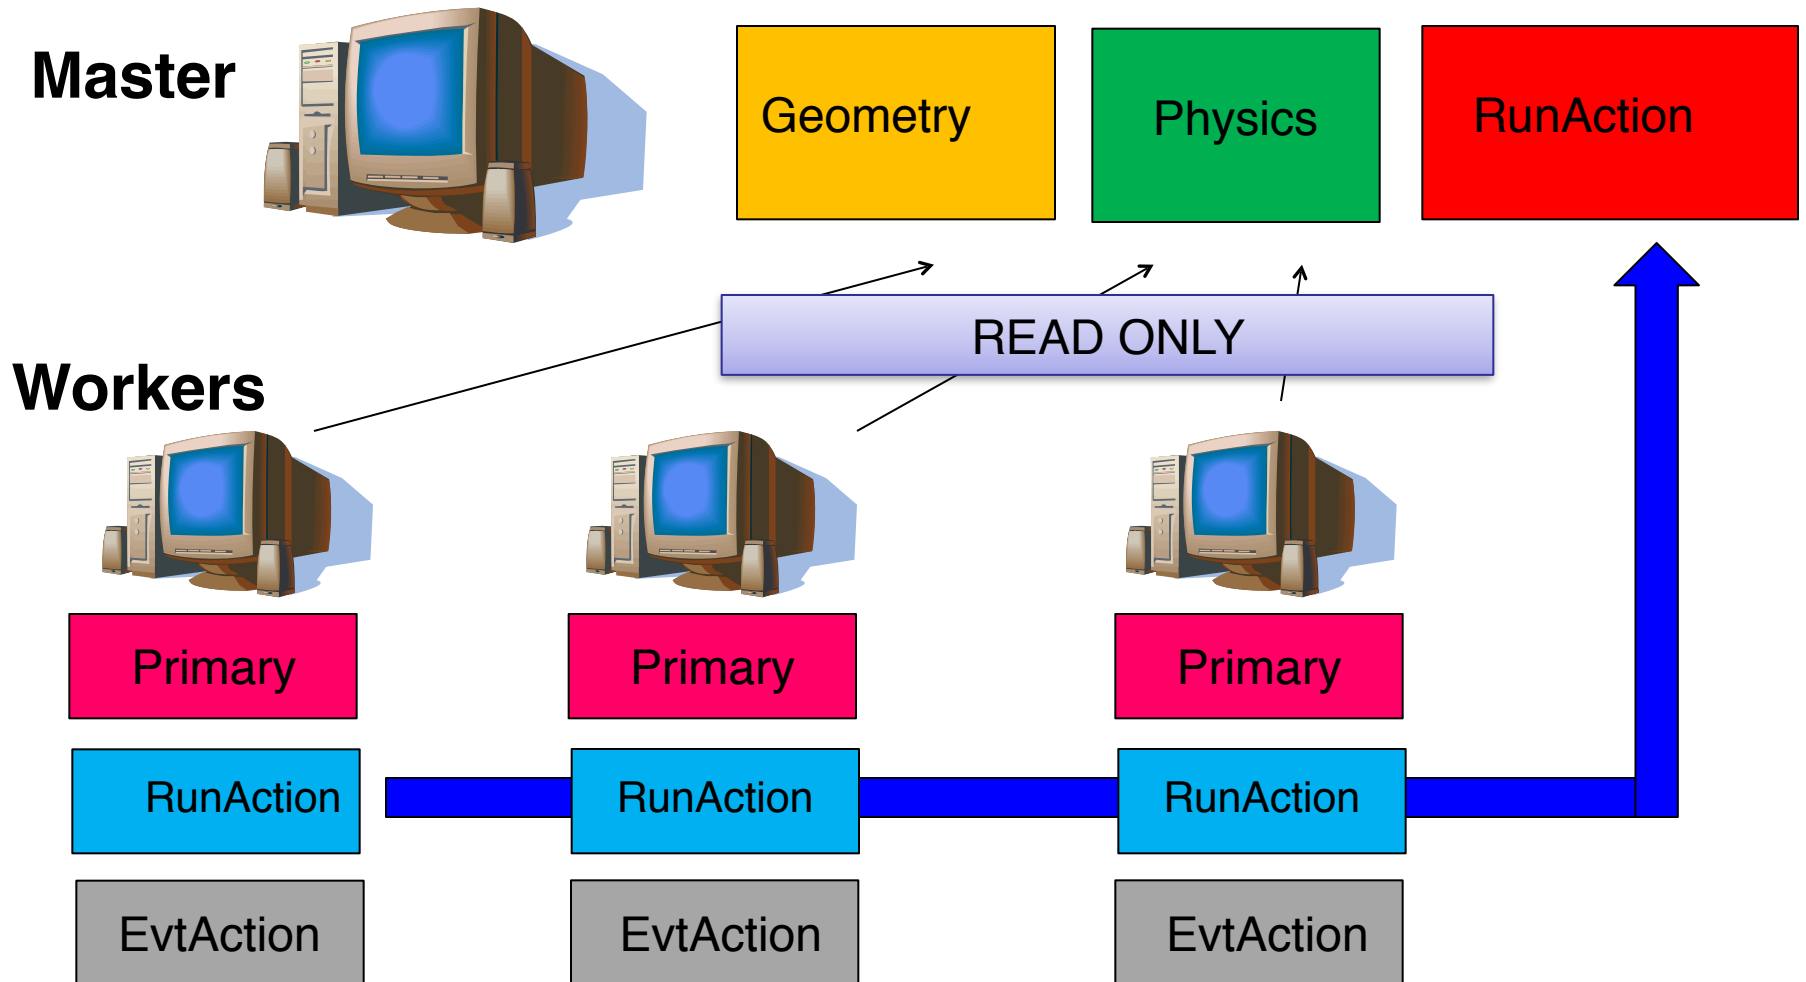 Master
Geometry
Physics
RunAction
READ ONLY
Workers
Primary
Primary
Primary
RunAction
RunAction
RunAction
EvtAction
EvtAction
EvtAction